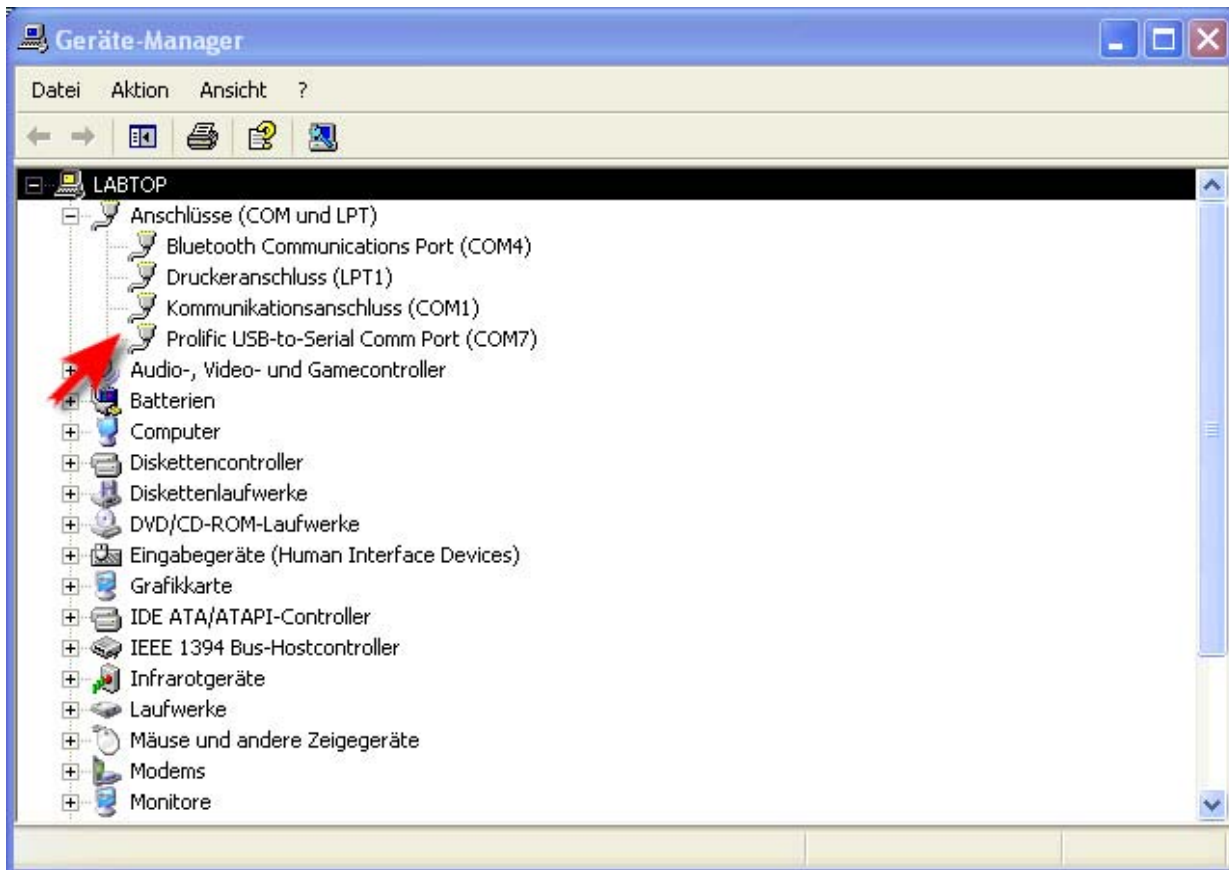 Geräte-Manager
Datei Aktion Ansicht ?
LABTOP
Anschlüsse (COM und LPT)
Bluetooth Communications Port (COM4)
Druckeranschluss (LPT1)
Kommunikationsanschluss (COM1)
Prolific USB-to-Serial Comm Port (COM7)
Audio-, Video- und Gamecontroller
Batterien
Computer
Diskettencontroller
Diskettenlaufwerke
DVD/CD-ROM-Laufwerke
Eingabegeräte (Human Interface Devices)
Grafikkarte
IDE ATA/ATAPI-Controller
IEEE 1394 Bus-Hostcontroller
Infrarotgeräte
Laufwerke
Mäuse und andere Zeigegeräte
Modems
Monitore